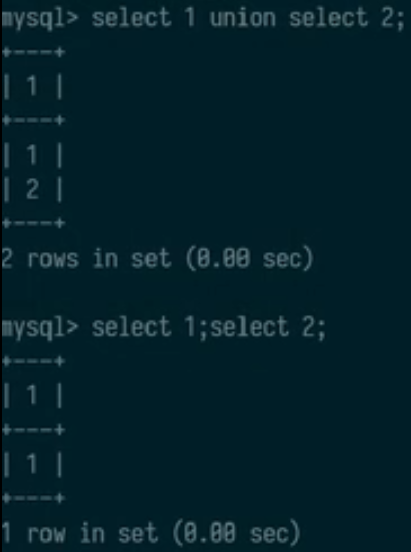 mysql> select 1 union select 2;
+---+
| 1 |
+---+
| 1 |
| 2 |
+---+
2 rows in set (0.00 sec)
mysql> select 1;select 2;
+---+
| 1 |
+---+
| 1 |
+---+
1 row in set (0.00 sec)